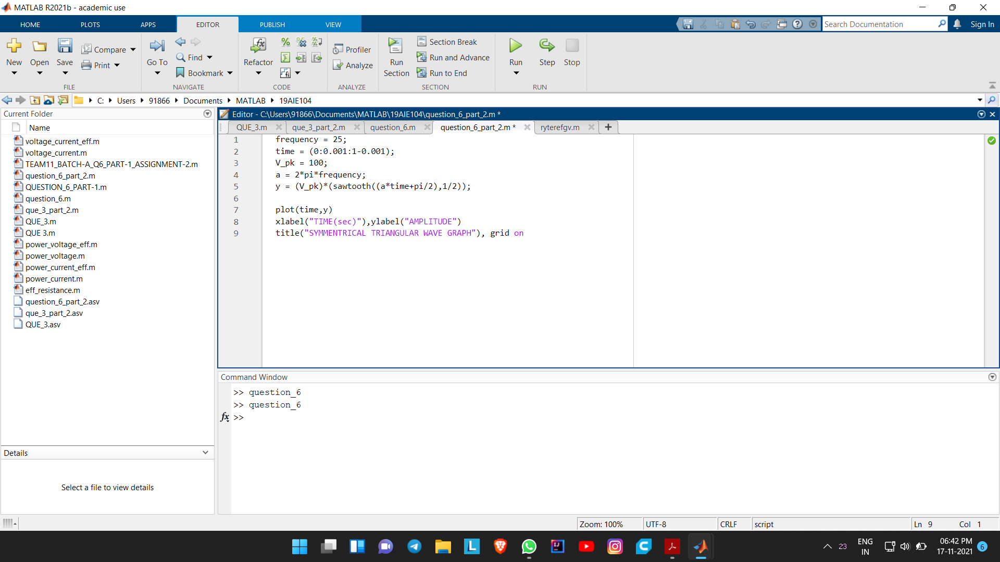 MATLAB R2021b - academic use
HOME PLOTS APPS EDITOR PUBLISH VIEW
Search Documentation
Sign In
New
Open
Save
Compare
Print
FILE
Go To
Find
Bookmark
NAVIGATE
Refactor
CODE
Profiler
Analyze
ANALYZE
Run
Section
Section Break
Run and Advance
Run to End
SECTION
Run
Step
Stop
RUN
C: Users 91866 Documents MATLAB 19AIE104
Current Folder
Name
voltage_current_eff.m
voltage_current.m
TEAM11_BATCH-A_Q6_PART-1_ASSIGNMENT-2.m
question_6_part_2.m
QUESTION_6_PART-1.m
question_6.m
que_3_part_2.m
QUE_3.m
QUE 3.m
power_voltage_eff.m
power_voltage.m
power_current_eff.m
power_current.m
eff_resistance.m
question_6_part_2.asv
que_3_part_2.asv
QUE_3.asv
Details
Select a file to view details
Editor - C:\Users\91866\Documents\MATLAB\19AIE104\question_6_part_2.m *
QUE_3.m que_3_part_2.m question_6.m question_6_part_2.m * ryterefgv.m +
1 frequency = 25;
2 time = (0:0.001:1-0.001);
3 V_pk = 100;
4 a = 2*pi*frequency;
5 y = (V_pk)*(sawtooth((a*time+pi/2),1/2));
6
7 plot(time,y)
8 xlabel("TIME(sec)"),ylabel("AMPLITUDE")
9 title("SYMMENTRICAL TRIANGULAR WAVE GRAPH"), grid on
Command Window
>> question_6
>> question_6
fx >>
Zoom: 100% UTF-8 CRLF script Ln 9 Col 1
23
ENG
IN
06:42 PM
17-11-2021
6